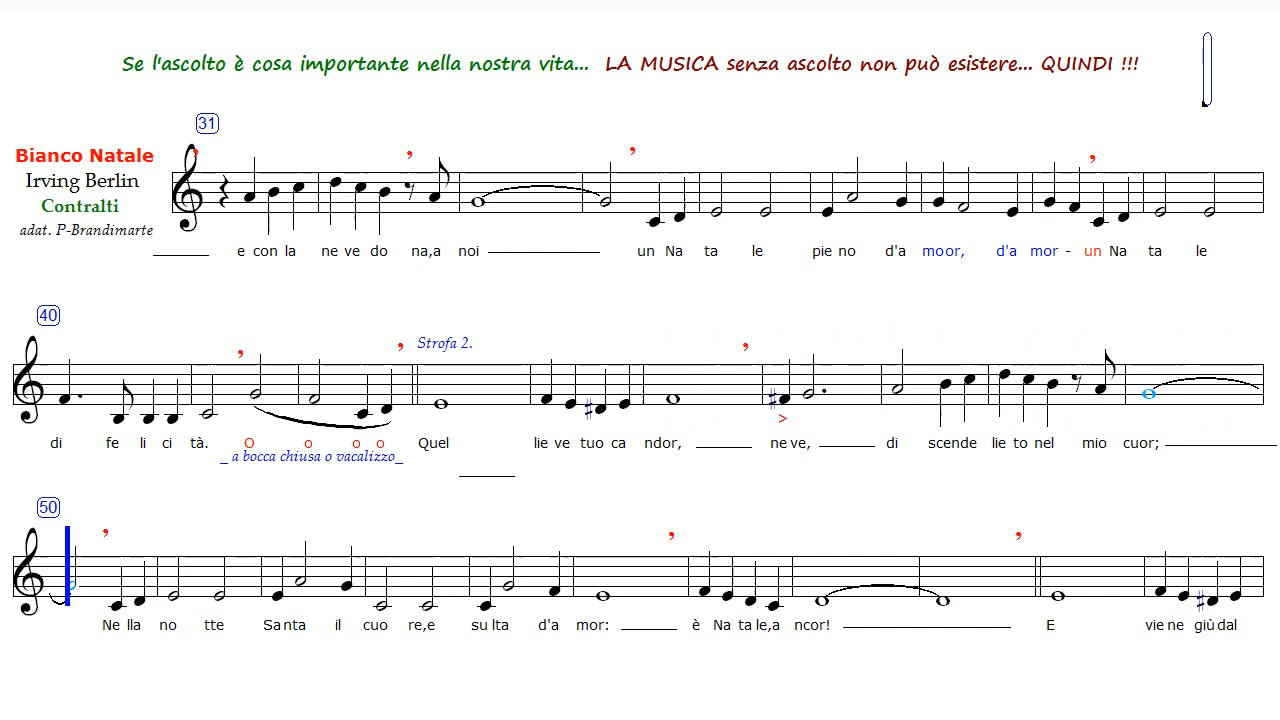 Se l'ascolto è cosa importante nella nostra vita... LA MUSICA senza ascolto non può esistere... QUINDI !!!
31
Bianco Natale
Irving Berlin
Contralti
adat. P-Brandimarte
e con la ne ve do na,a noi un Na ta le pie no d'a moor, d'a mor - un Na ta le
40
Strofa 2.
di fe li ci tà. O o o o Quel lie ve tuo ca ndor, ne ve, di scende lie to nel mio cuor;
_ a bocca chiusa o vacalizzo_
50
Ne lla no tte Sa nta il cuo re,e su lta d'a mor: è Na ta le,a ncor! E vie ne giù dal